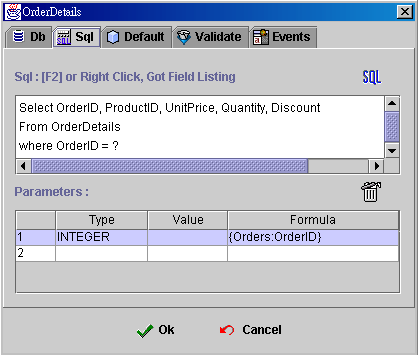 OrderDetails
Db Sql Default Validate Events
Sql : [F2] or Right Click, Got Field Listing SQL
Select OrderID, ProductID, UnitPrice, Quantity, Discount
From OrderDetails
where OrderID = ?
Parameters :
Type Value Formula
1 INTEGER {Orders:OrderID}
2
Ok Cancel